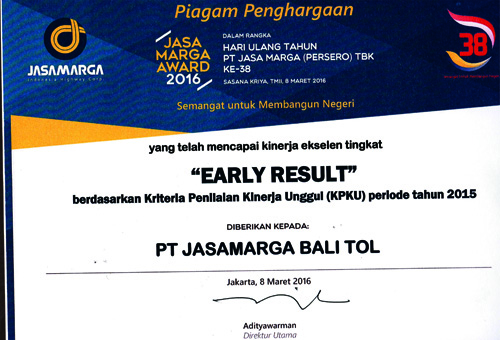 Piagam Penghargaan
JASAMARGA
Indonesia Highway Corp
JASA
MARGA
AWARD
2016
DALAM RANGKA
HARI ULANG TAHUN
PT JASA MARGA (PERSERO) TBK
KE-38
SASANA KRIYA, TMII, 8 MARET 2016
38
Semangat untuk Membangun Negeri
yang telah mencapai kinerja ekselen tingkat
“EARLY RESULT”
berdasarkan Kriteria Penilaian Kinerja Unggul (KPKU) periode tahun 2015
DIBERIKAN KEPADA:
PT JASAMARGA BALI TOL
Jakarta, 8 Maret 2016
Adityawarman
Direktur Utama